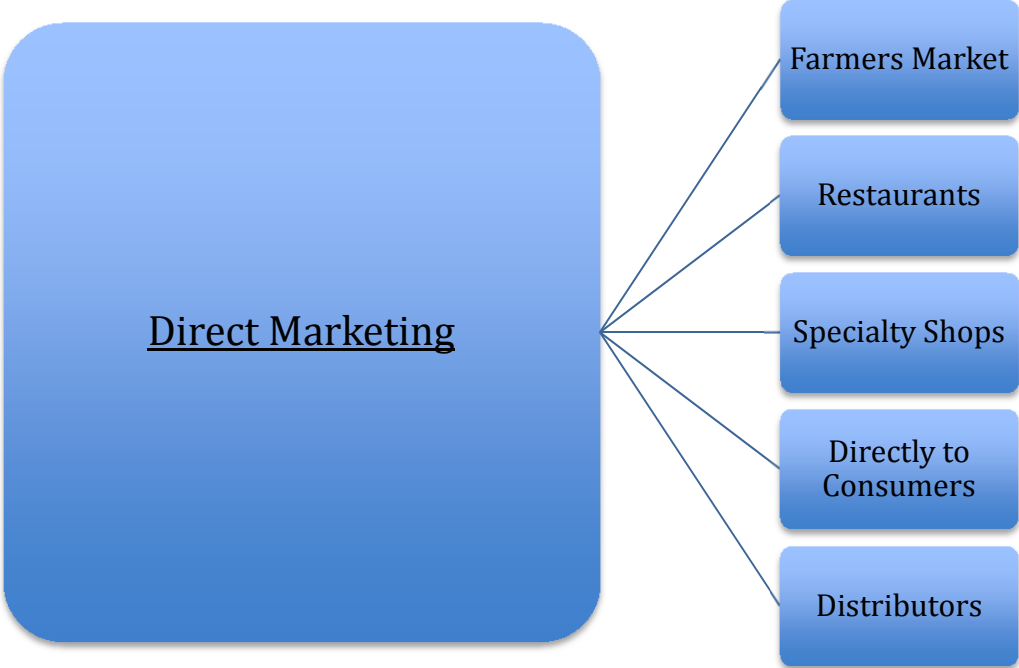 Direct Marketing
Farmers Market
Restaurants
Specialty Shops
Directly to
Consumers
Distributors